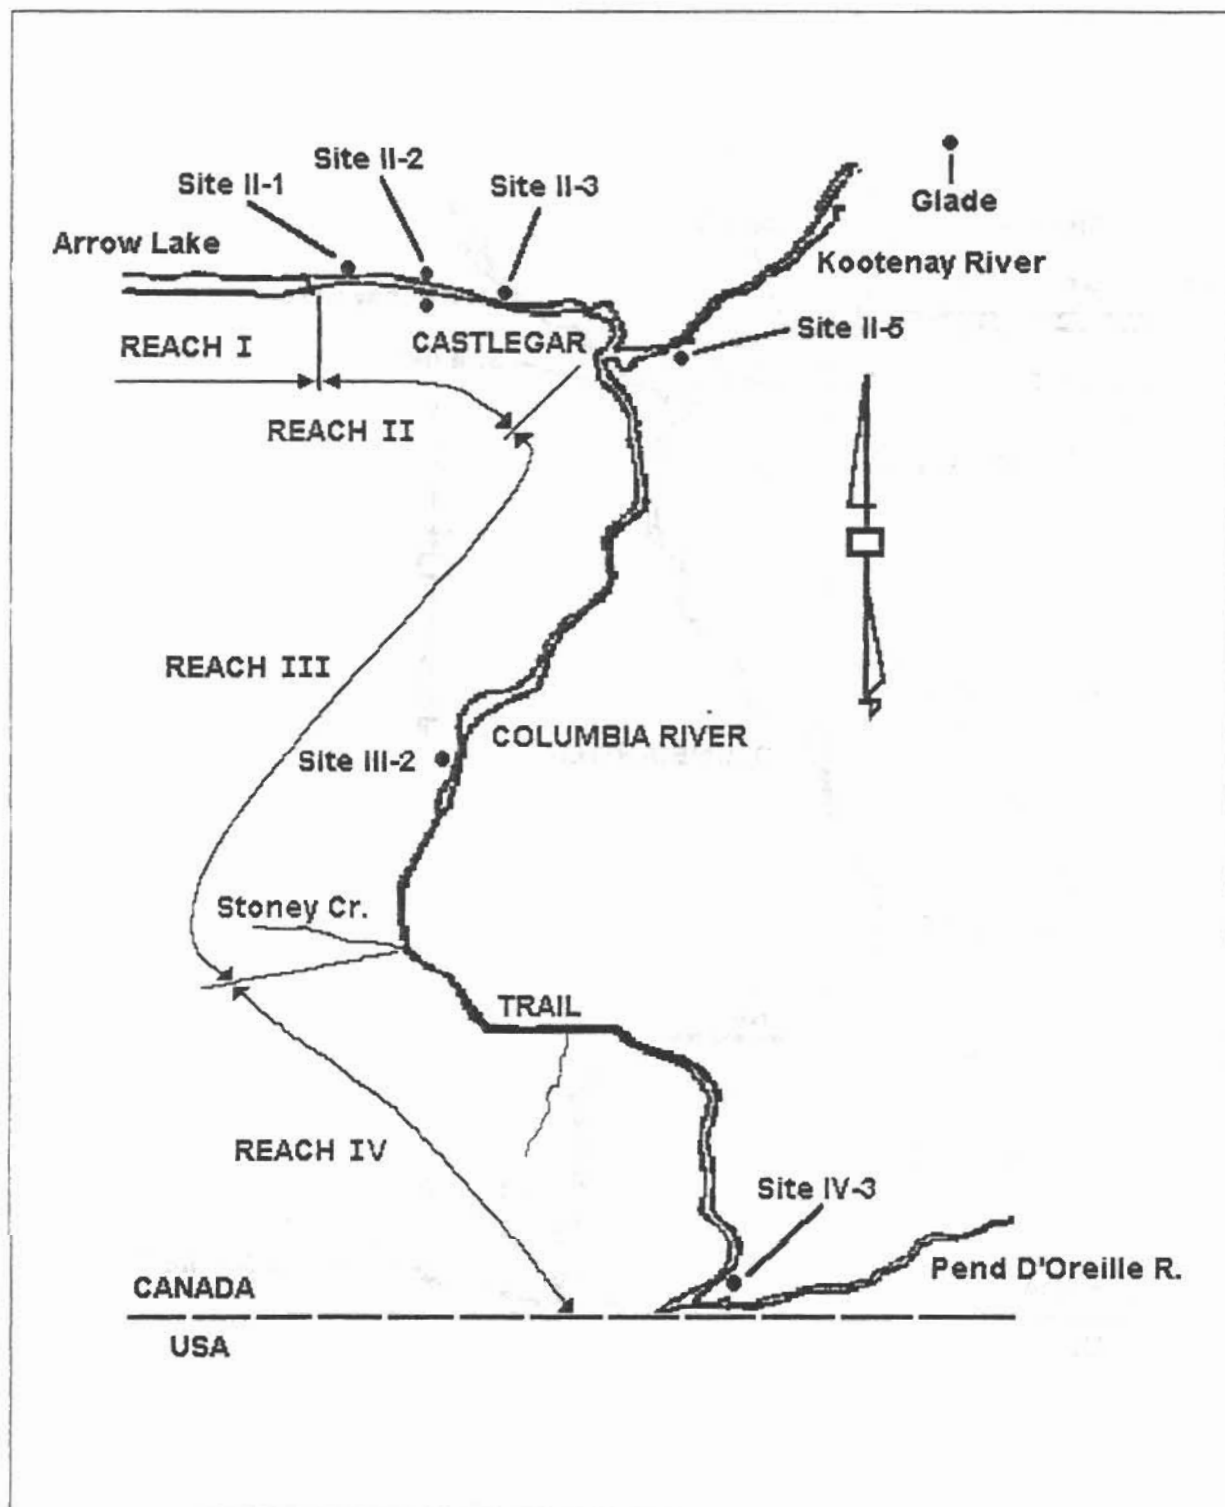 Site II-2
Site II-1
Site II-3
Glade
Arrow Lake
Kootenay River
Site II-5
REACH I
CASTLEGAR
REACH II
REACH III
COLUMBIA RIVER
Site III-2
Stoney Cr.
TRAIL
REACH IV
Site IV-3
Pend D'Oreille R.
CANADA
USA